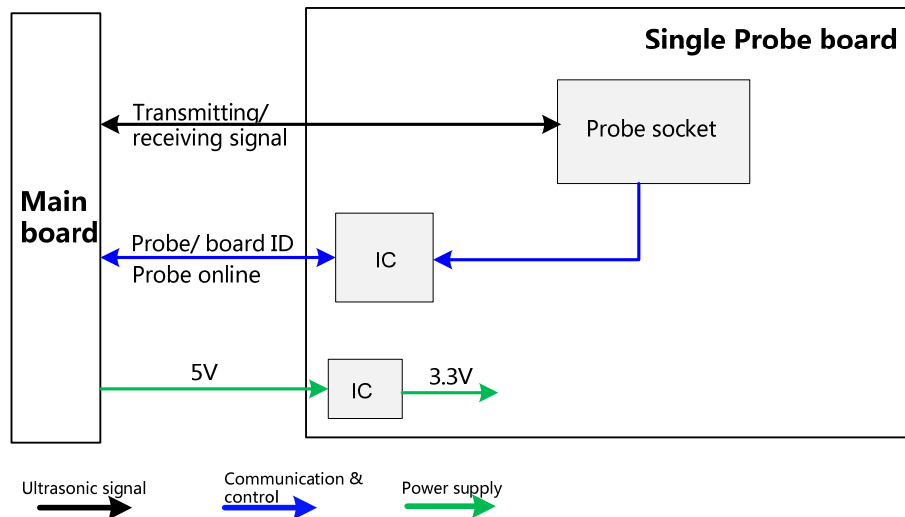 Single Probe board
Transmitting/
receiving signal
Probe socket
Main
board
Probe/ board ID
Probe online
IC
5V
IC
3.3V
Ultrasonic signal
Communication &
control
Power supply